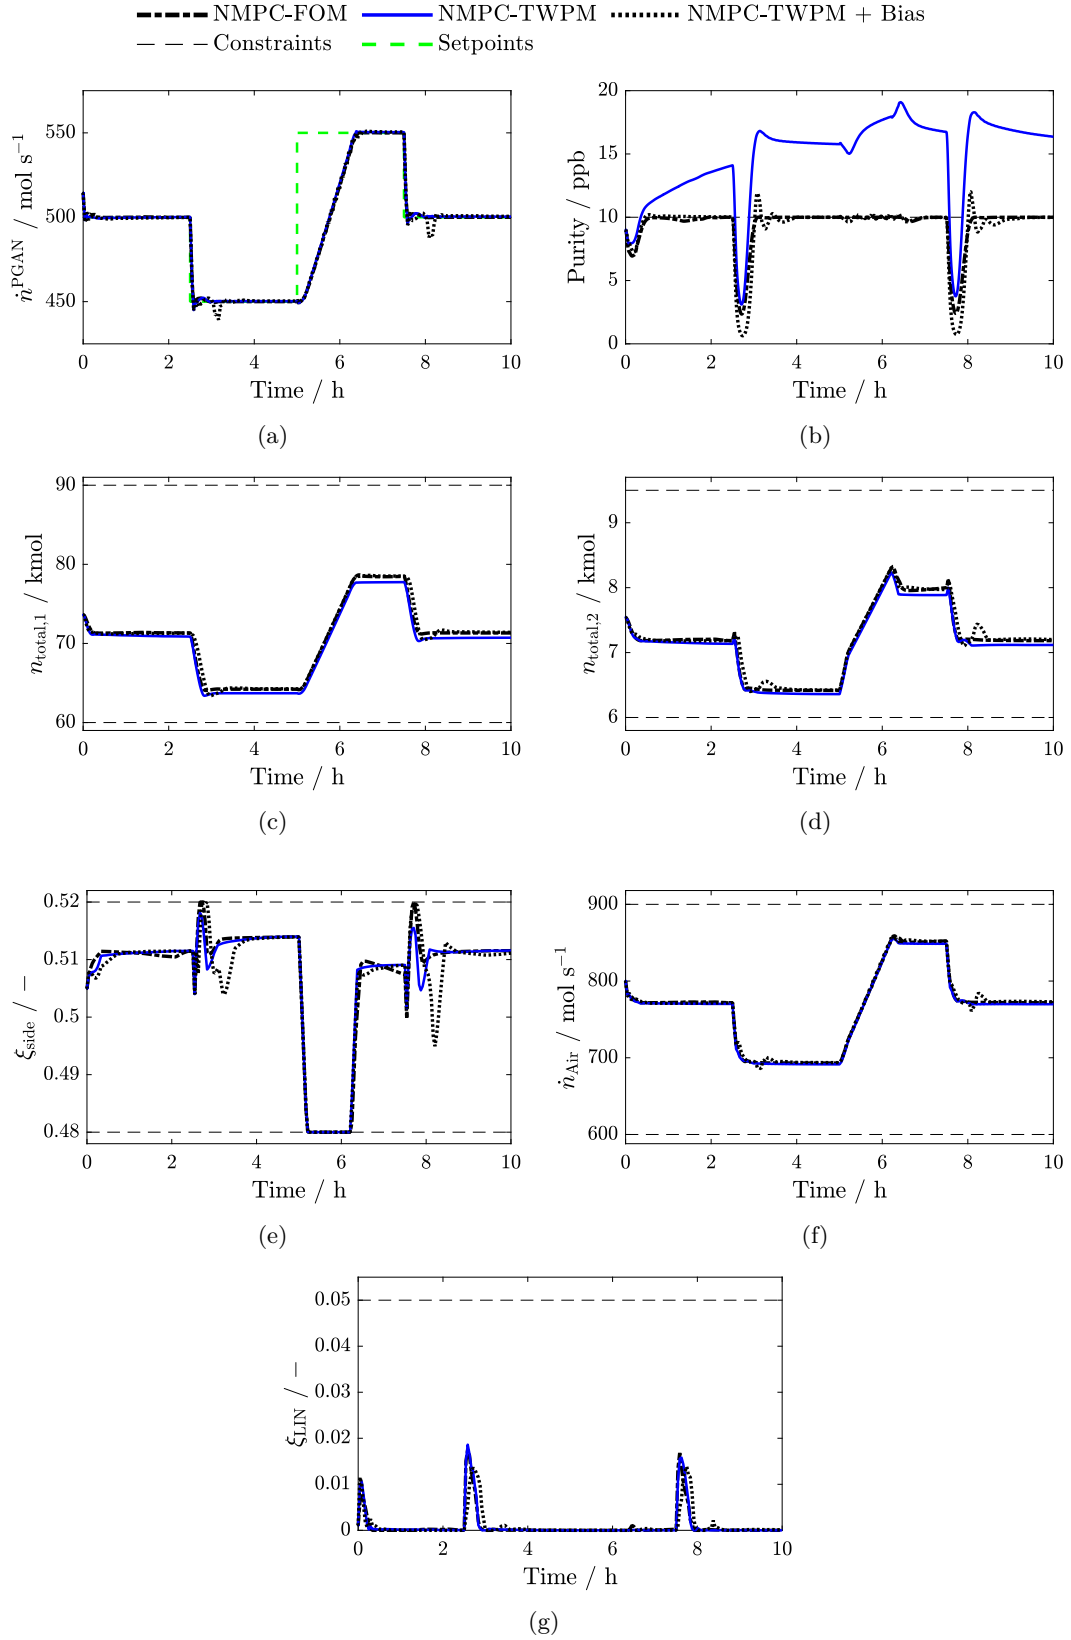 NMPC-FOM NMPC-TWPM NMPC-TWPM + Bias
Constraints Setpoints
ṅ^PGAN / mol s⁻¹
550
500
450
0 2 4 6 8 10
Time / h
(a)
Purity / ppb
20
15
10
5
0
0 2 4 6 8 10
Time / h
(b)
n_total,1 / kmol
90
80
70
60
0 2 4 6 8 10
Time / h
(c)
n_total,2 / kmol
9
8
7
6
0 2 4 6 8 10
Time / h
(d)
ξ_side / −
0.52
0.51
0.5
0.49
0.48
0 2 4 6 8 10
Time / h
(e)
ṅ_Air / mol s⁻¹
900
800
700
600
0 2 4 6 8 10
Time / h
(f)
ξ_LIN / −
0.05
0.04
0.03
0.02
0.01
0
0 2 4 6 8 10
Time / h
(g)